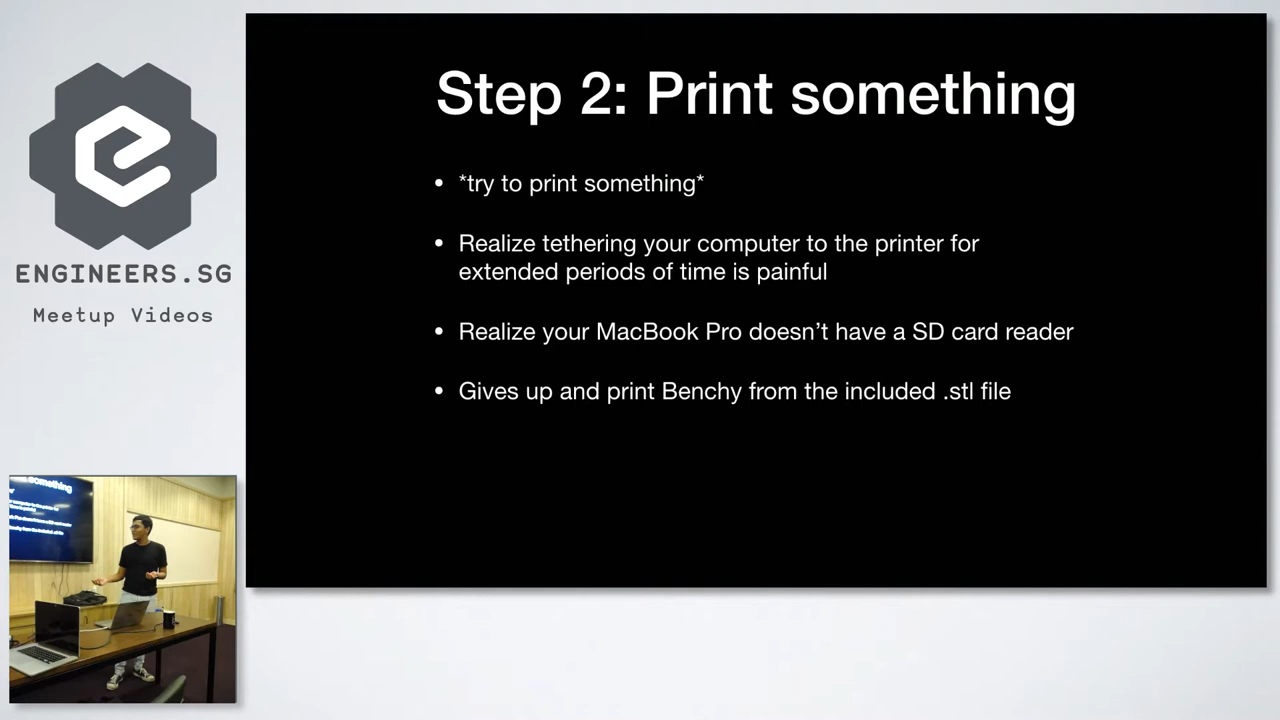 Step 2: Print something
• *try to print something*
• Realize tethering your computer to the printer for
extended periods of time is painful
• Realize your MacBook Pro doesn’t have a SD card reader
• Gives up and print Benchy from the included .stl file
ENGINEERS.SG
Meetup Videos
something